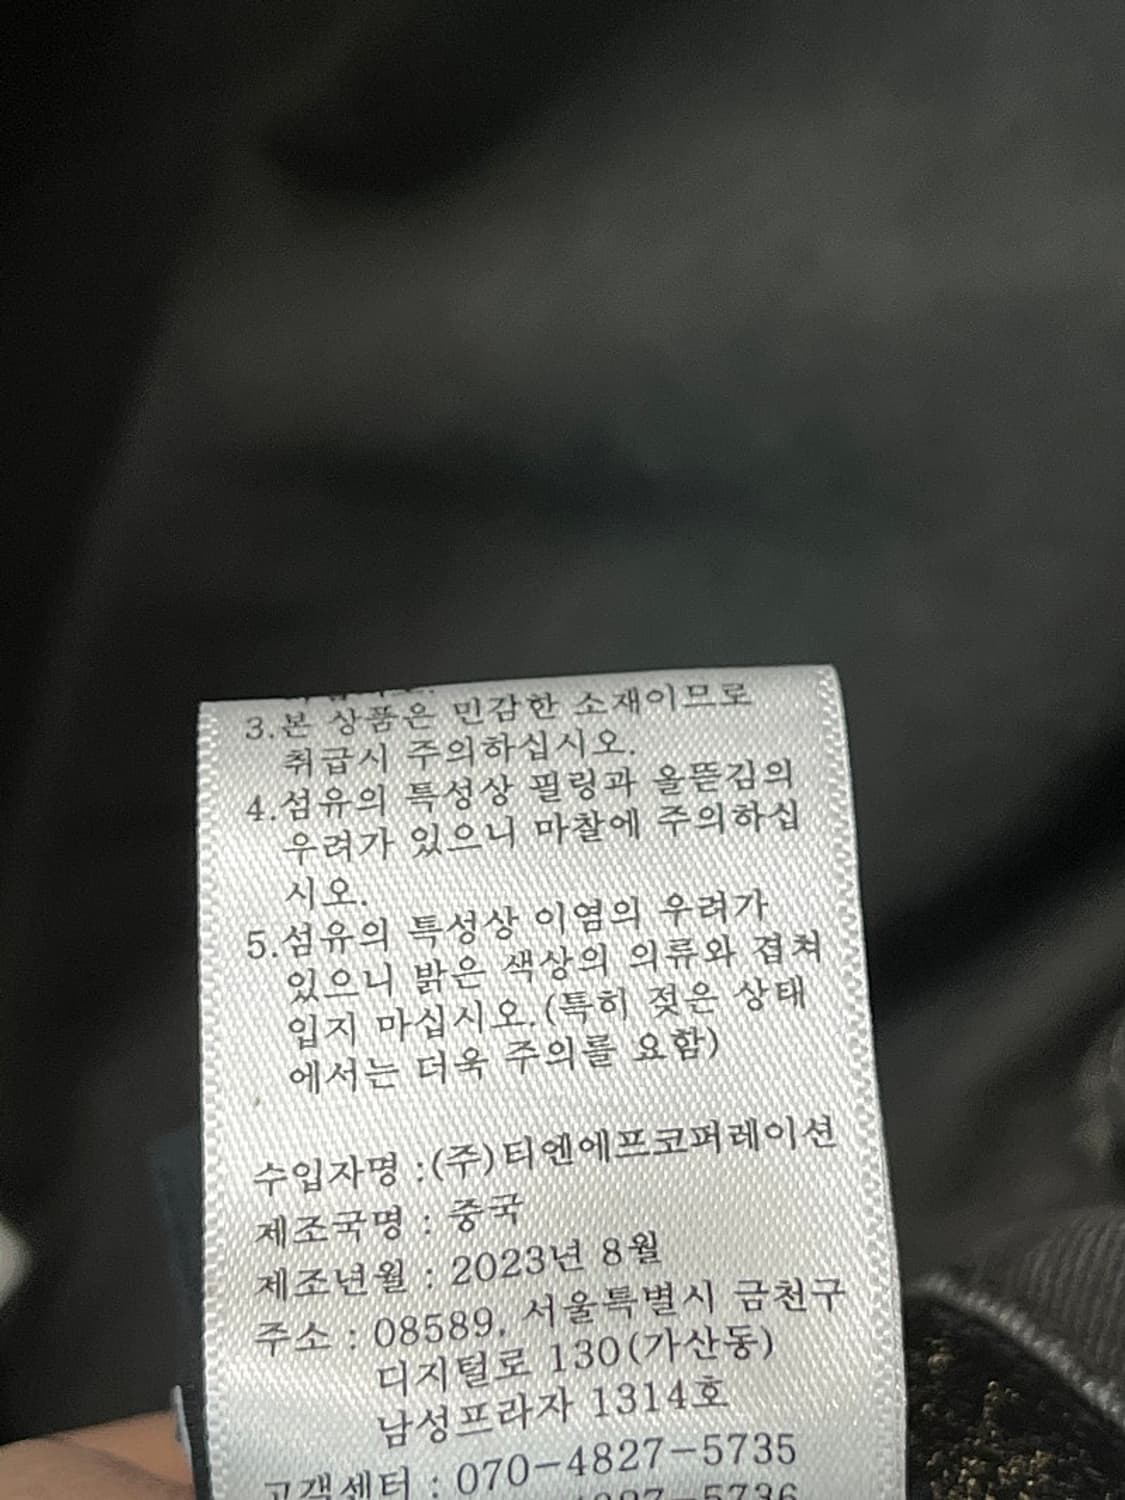 3.본 상품은 민감한 소재이므로
취급시 주의하십시오.
4.섬유의 특성상 필링과 올뜯김의
우려가 있으니 마찰에 주의하십
시오.
5.섬유의 특성상 이염의 우려가
있으니 밝은 색상의 의류와 겹쳐
입지 마십시오.(특히 젖은 상태
에서는 더욱 주의를 요함)
수입자명 :(주)티엔에프코퍼레이션
제조국명 : 중국
제조년월 : 2023년 8월
주소 : 08589, 서울특별시 금천구
디지털로 130(가산동)
남성프라자 1314호
고객센터 : 070-4827-5735